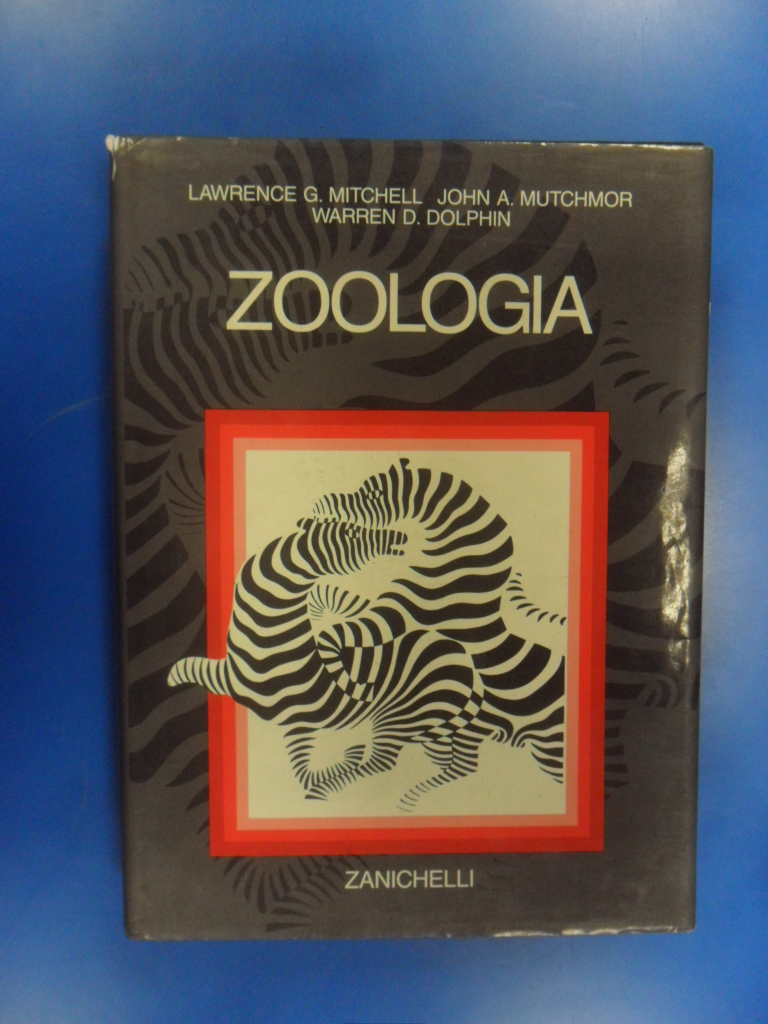 LAWRENCE G. MITCHELL JOHN A. MUTCHMOR
WARREN D. DOLPHIN
ZOOLOGIA
ZANICHELLI